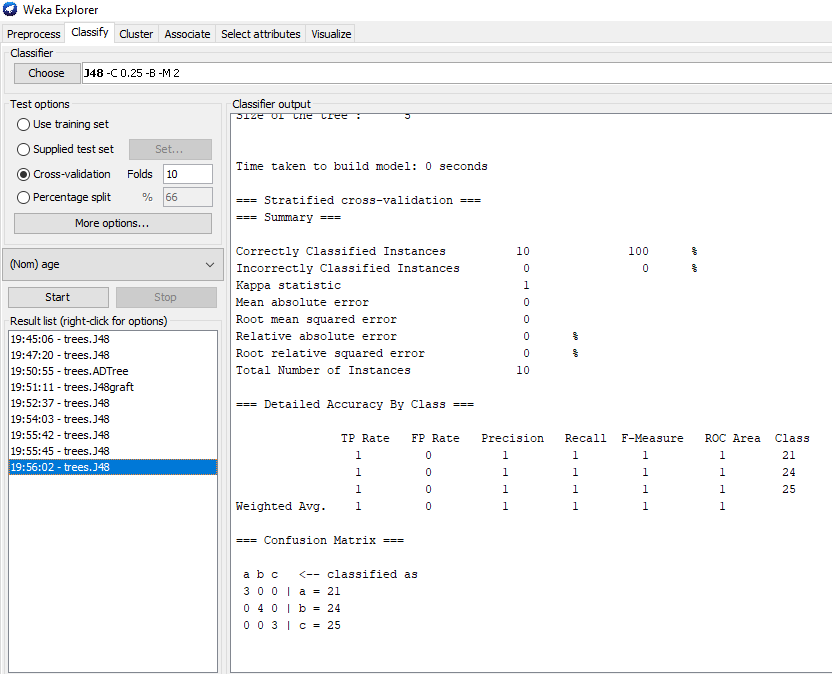 Weka Explorer
Preprocess Classify Cluster Associate Select attributes Visualize
Classifier
Choose J48 -C 0.25 -B -M 2
Test options
Use training set
Supplied test set Set...
Cross-validation Folds 10
Percentage split % 66
More options...
(Nom) age
Start Stop
Result list (right-click for options)
19:45:06 - trees.J48
19:47:20 - trees.J48
19:50:55 - trees.ADTree
19:51:11 - trees.J48graft
19:52:37 - trees.J48
19:54:03 - trees.J48
19:55:42 - trees.J48
19:55:45 - trees.J48
19:56:02 - trees.J48
Classifier output
Size of the tree : 5
Time taken to build model: 0 seconds
=== Stratified cross-validation ===
=== Summary ===
Correctly Classified Instances 10 100 %
Incorrectly Classified Instances 0 0 %
Kappa statistic 1
Mean absolute error 0
Root mean squared error 0
Relative absolute error 0 %
Root relative squared error 0 %
Total Number of Instances 10
=== Detailed Accuracy By Class ===
TP Rate FP Rate Precision Recall F-Measure ROC Area Class
1 0 1 1 1 1 21
1 0 1 1 1 1 24
1 0 1 1 1 1 25
Weighted Avg. 1 0 1 1 1 1
=== Confusion Matrix ===
a b c <-- classified as
3 0 0 | a = 21
0 4 0 | b = 24
0 0 3 | c = 25